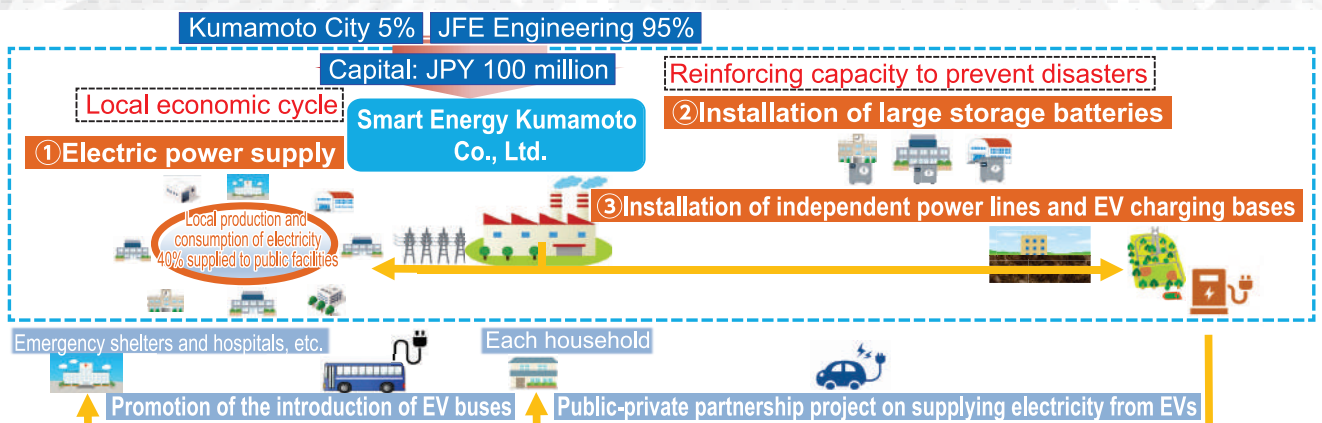 Kumamoto City 5%
JFE Engineering 95%
Capital: JPY 100 million
Smart Energy Kumamoto
Co., Ltd.
Local economic cycle
①Electric power supply
Local production and
consumption of electricity
40% supplied to public facilities
Reinforcing capacity to prevent disasters
②Installation of large storage batteries
③Installation of independent power lines and EV charging bases
Emergency shelters and hospitals, etc.
Each household
Promotion of the introduction of EV buses
Public-private partnership project on supplying electricity from EVs